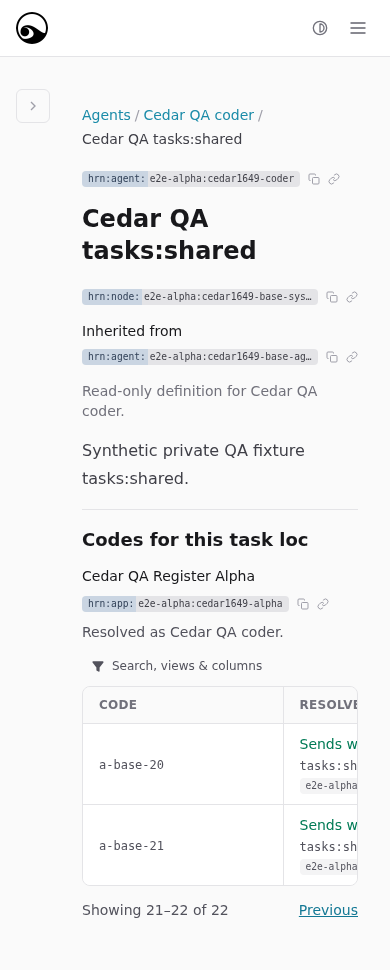 Agents / Cedar QA coder /
Cedar QA tasks:shared
hrn:agent: e2e-alpha:cedar1649-coder
Cedar QA
tasks:shared
hrn:node: e2e-alpha:cedar1649-base-sys…
Inherited from
hrn:agent: e2e-alpha:cedar1649-base-ag…
Read-only definition for Cedar QA
coder.
Synthetic private QA fixture
tasks:shared.
Codes for this task loc
Cedar QA Register Alpha
hrn:app: e2e-alpha:cedar1649-alpha
Resolved as Cedar QA coder.
Search, views & columns
CODE RESOLVE
Sends w
a-base-20 tasks:sh
e2e-alpha
Sends w
a-base-21 tasks:sh
e2e-alpha
Showing 21–22 of 22 Previous